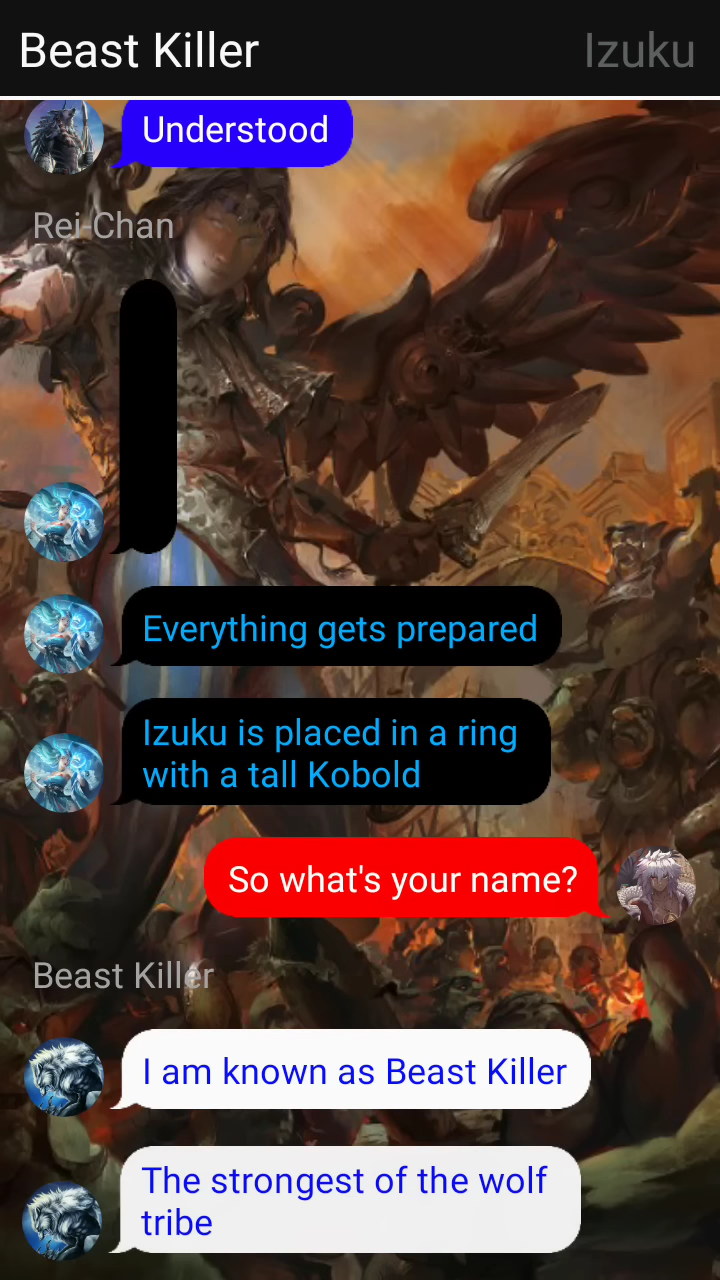 Beast Killer
Izuku
Understood
Rei-Chan
Everything gets prepared
Izuku is placed in a ring
with a tall Kobold
So what's your name?
Beast Killer
I am known as Beast Killer
The strongest of the wolf
tribe